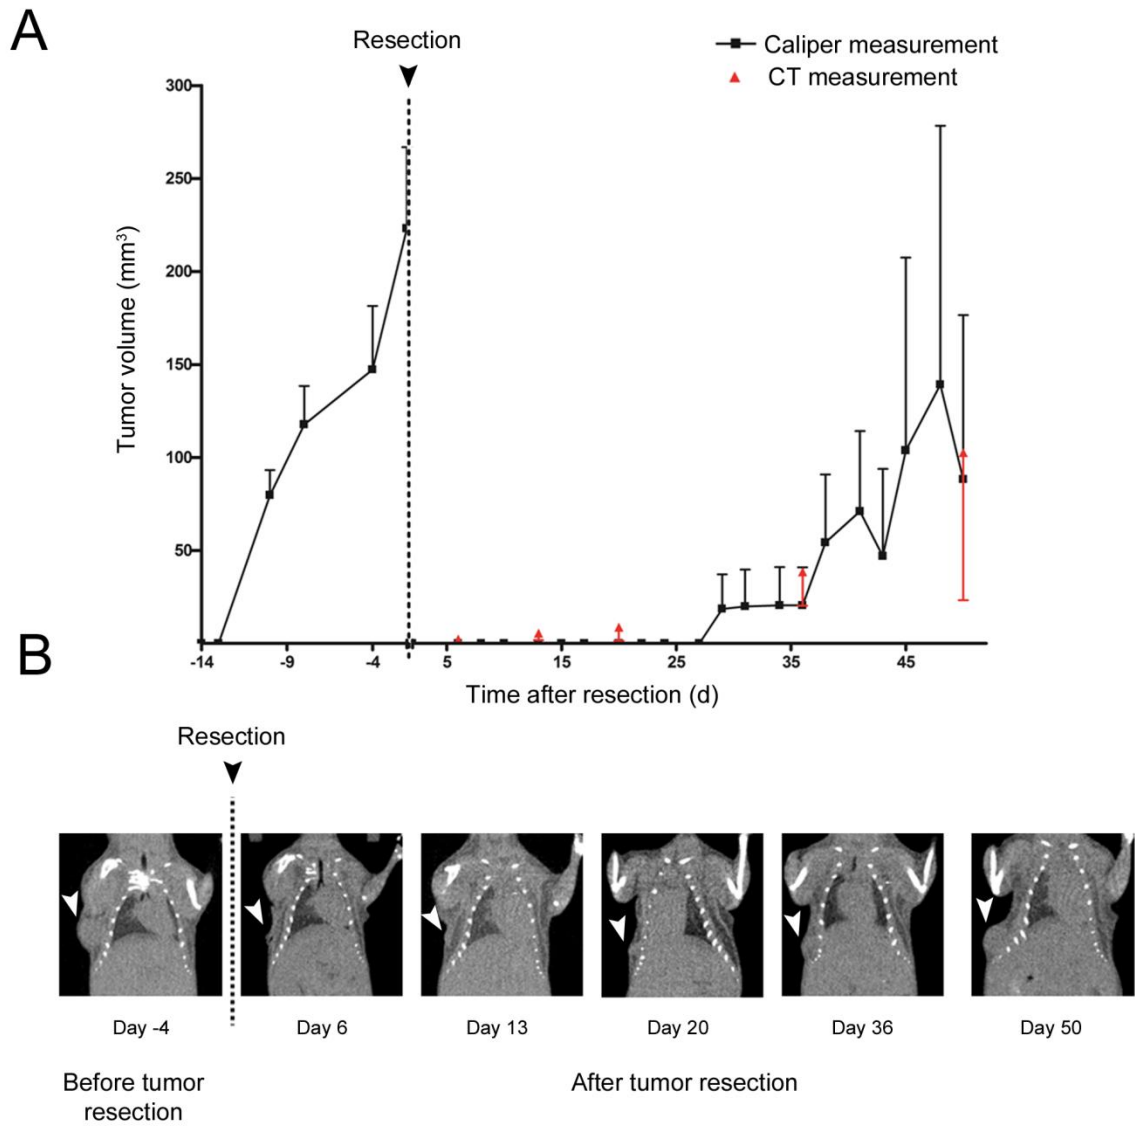 A
Resection
Caliper measurement
CT measurement
300
250
200
150
100
50
Tumor volume (mm³)
-14 -9 -4 5 15 25 35 45
Time after resection (d)
B
Resection
Day -4 Day 6 Day 13 Day 20 Day 36 Day 50
Before tumor
resection
After tumor resection